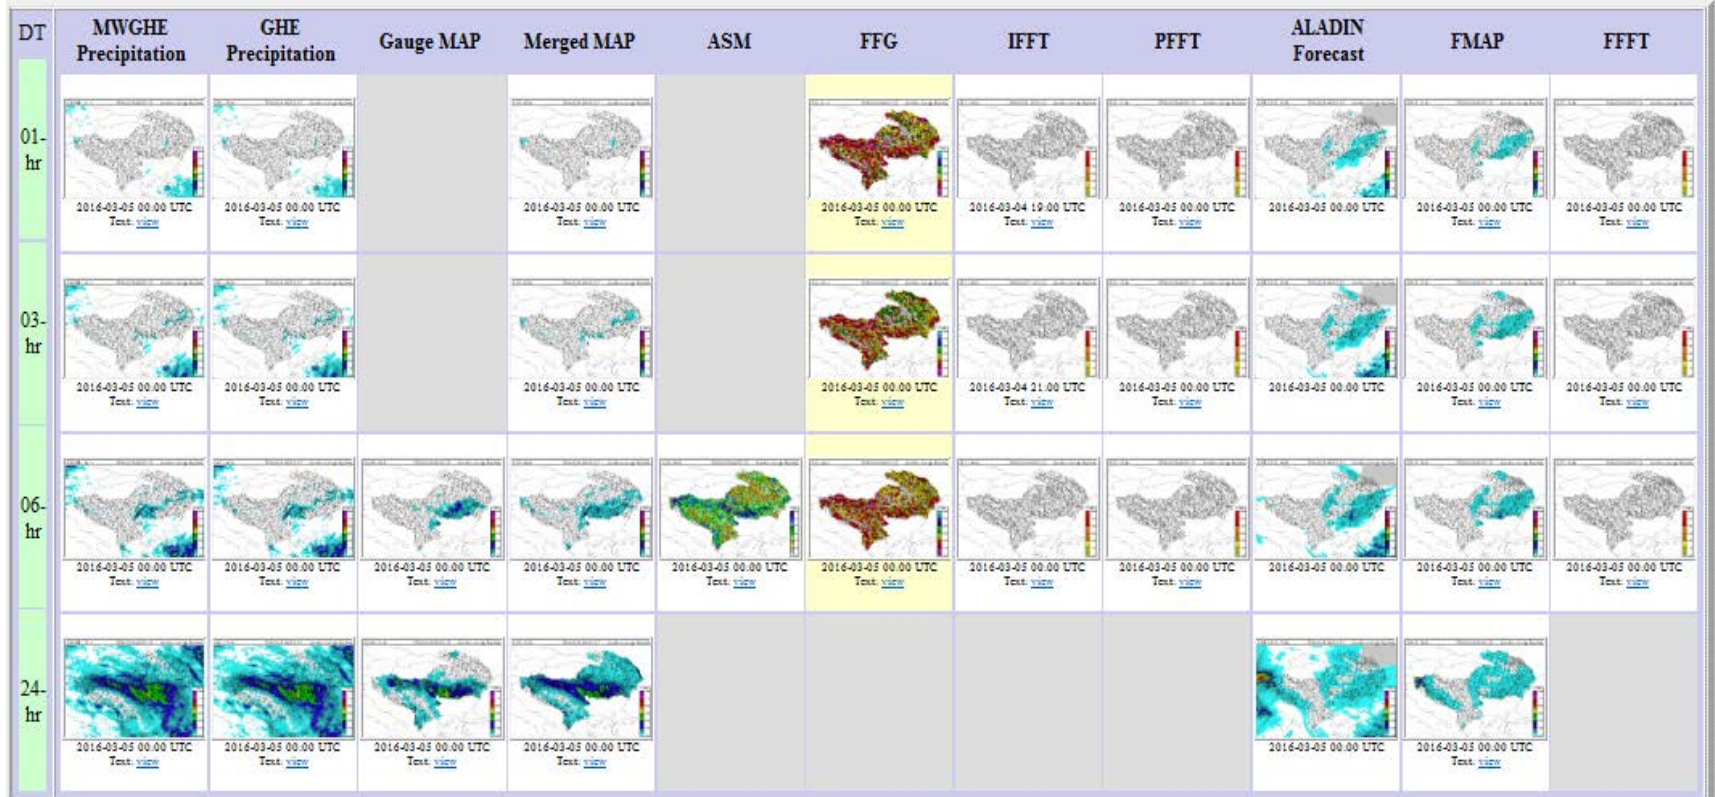 DT
MWGHE
Precipitation
GHE
Precipitation
Gauge MAP
Merged MAP
ASM
FFG
IFFT
PFFT
ALADIN
Forecast
FMAP
FFFT
01-
hr
2016-03-05 00:00 UTC
Text: view
2016-03-05 00:00 UTC
Text: view
2016-03-05 00:00 UTC
Text: view
2016-03-05 00:00 UTC
Text: view
2016-03-04 19:00 UTC
Text: view
2016-03-05 00:00 UTC
Text: view
2016-03-05 00:00 UTC
2016-03-05 00:00 UTC
Text: view
2016-03-05 00:00 UTC
Text: view
03-
hr
2016-03-05 00:00 UTC
Text: view
2016-03-05 00:00 UTC
Text: view
2016-03-05 00:00 UTC
Text: view
2016-03-05 00:00 UTC
Text: view
2016-03-04 21:00 UTC
Text: view
2016-03-05 00:00 UTC
Text: view
2016-03-05 00:00 UTC
2016-03-05 00:00 UTC
Text: view
2016-03-05 00:00 UTC
Text: view
06-
hr
2016-03-05 00:00 UTC
Text: view
2016-03-05 00:00 UTC
Text: view
2016-03-05 00:00 UTC
Text: view
2016-03-05 00:00 UTC
Text: view
2016-03-05 00:00 UTC
Text: view
2016-03-05 00:00 UTC
Text: view
2016-03-05 00:00 UTC
Text: view
2016-03-05 00:00 UTC
Text: view
2016-03-05 00:00 UTC
2016-03-05 00:00 UTC
Text: view
2016-03-05 00:00 UTC
Text: view
24-
hr
2016-03-05 00:00 UTC
Text: view
2016-03-05 00:00 UTC
Text: view
2016-03-05 00:00 UTC
Text: view
2016-03-05 00:00 UTC
Text: view
2016-03-05 00:00 UTC
2016-03-05 00:00 UTC
Text: view